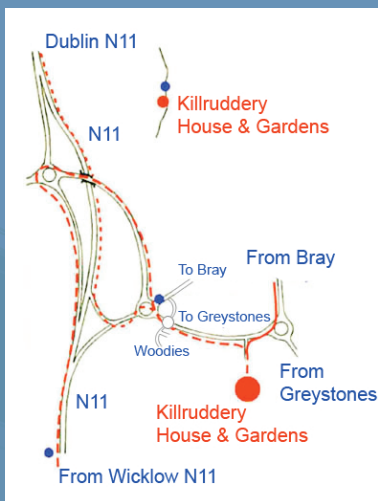 Dublin N11
Killruddery
House & Gardens
N11
From Bray
To Bray
To Greystones
Woodies
From
Greystones
N11
Killruddery
House & Gardens
From Wicklow N11